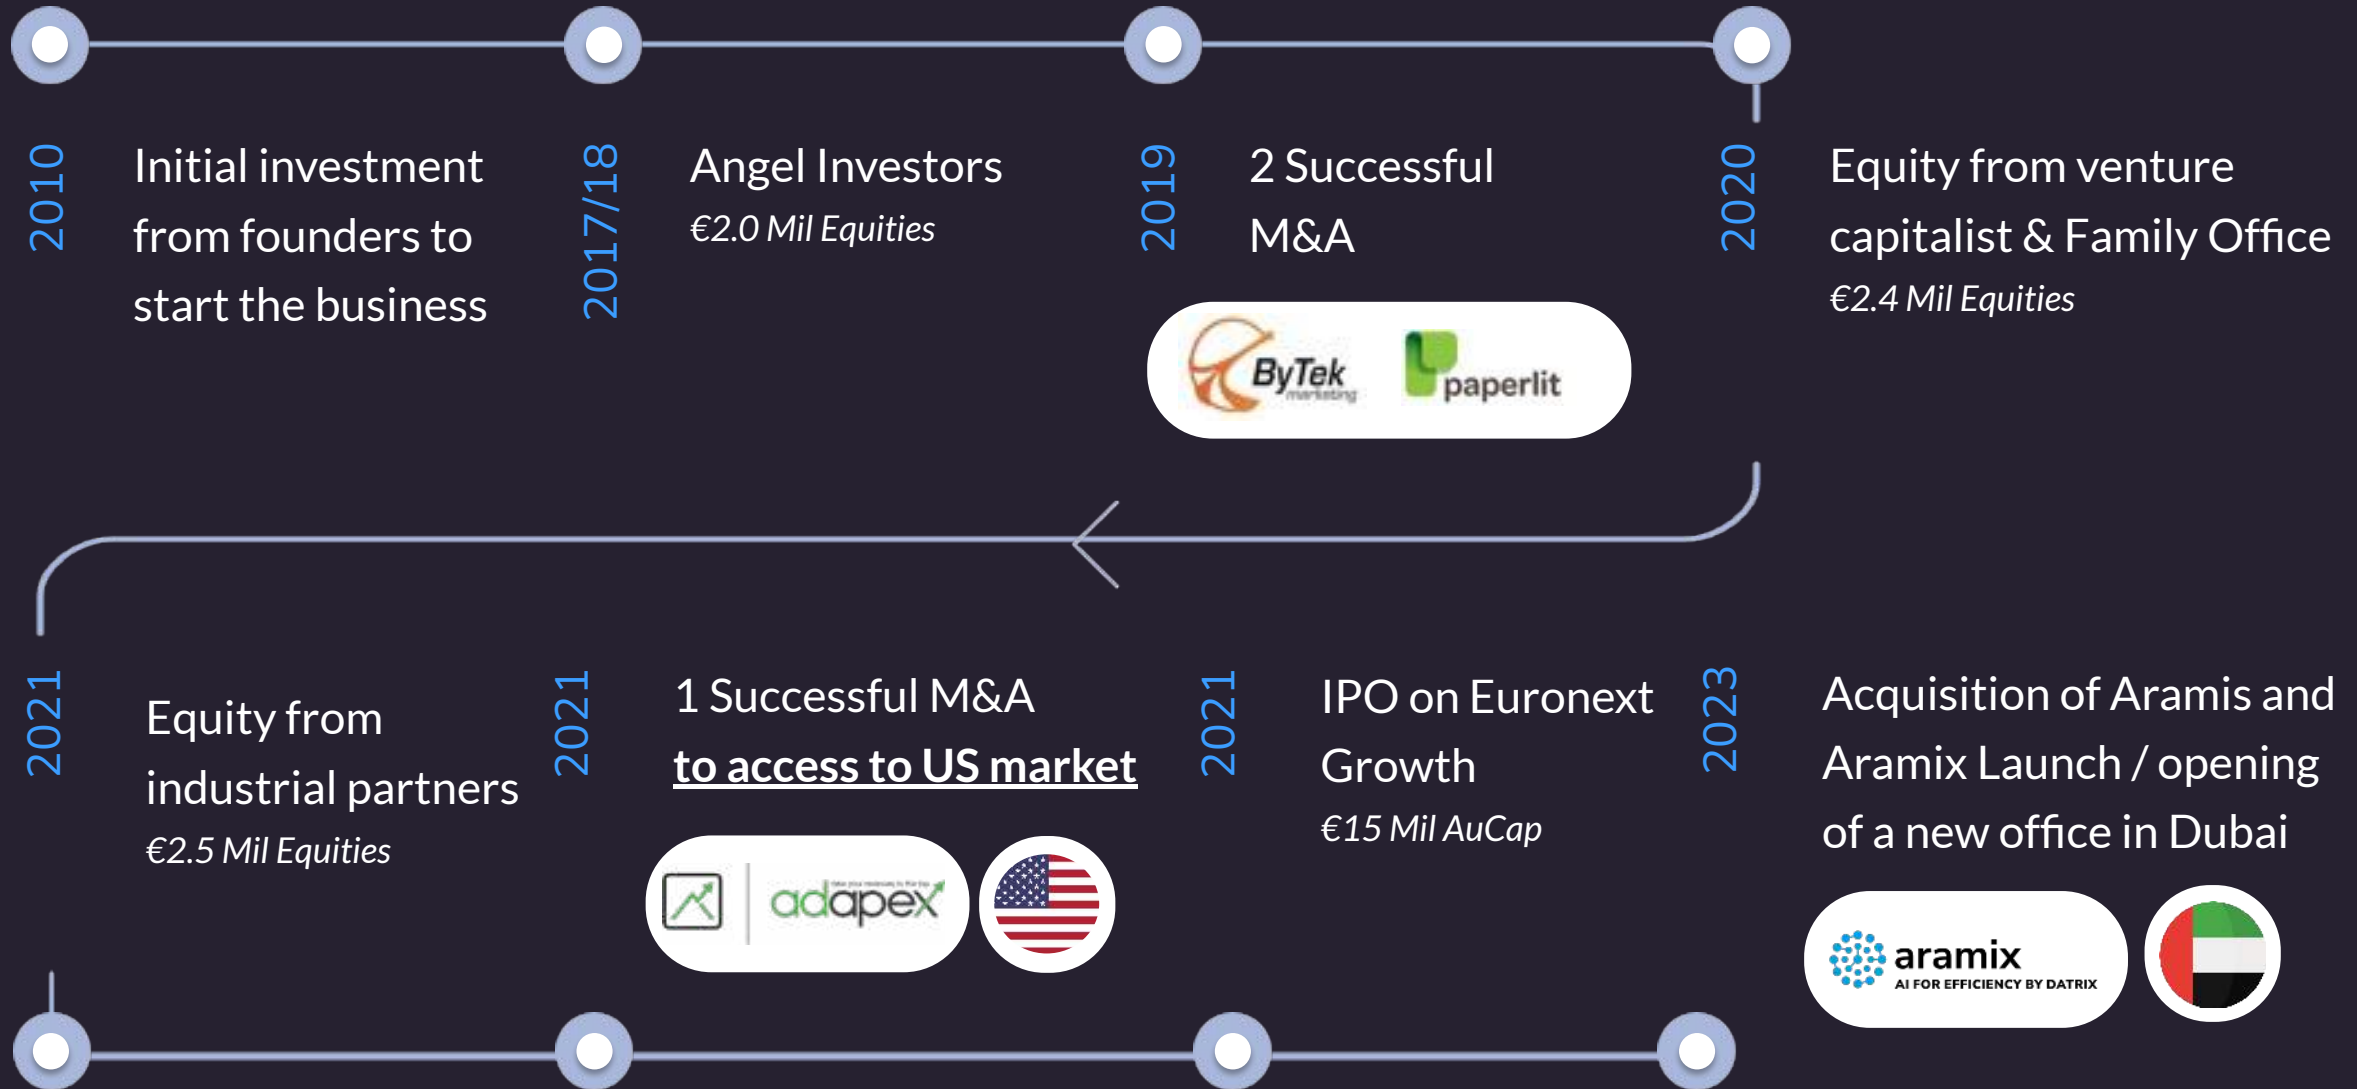 2010
Initial investment
from founders to
start the business
2017/18
Angel Investors
€2.0 Mil Equities
2019
2 Successful
M&A
ByTek
marketing
paperlit
2020
Equity from venture
capitalist & Family Office
€2.4 Mil Equities
2021
Equity from
industrial partners
€2.5 Mil Equities
2021
1 Successful M&A
to access to US market
adapex
2021
IPO on Euronext
Growth
€15 Mil AuCap
2023
Acquisition of Aramis and
Aramix Launch / opening
of a new office in Dubai
aramix
AI FOR EFFICIENCY BY DATRIX